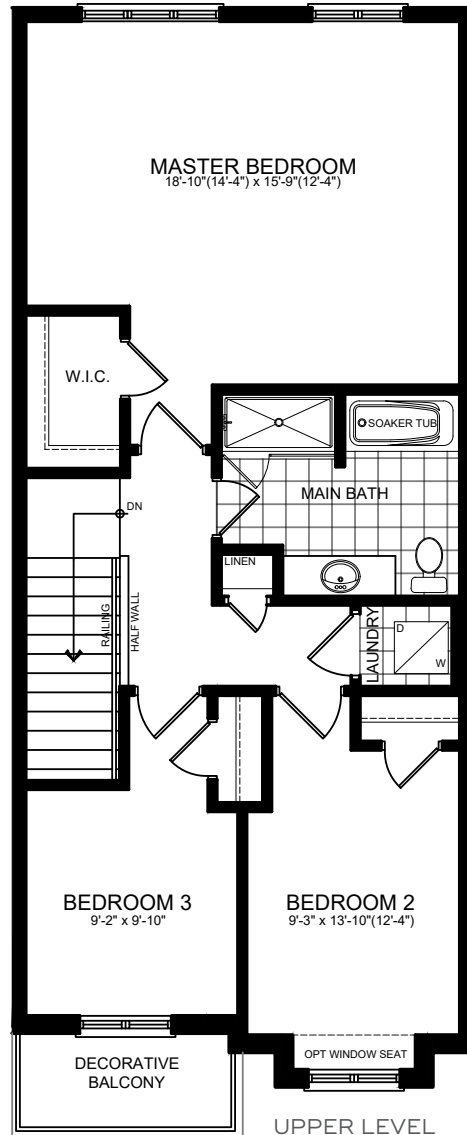 MASTER BEDROOM
18'-10"(14'-4") x 15'-9"(12'-4")
W.I.C.
SOAKER TUB
MAIN BATH
DN
LINEN
RAILING
HALF WALL
LAUNDRY
D
W
BEDROOM 3
9'-2" x 9'-10"
BEDROOM 2
9'-3" x 13'-10"(12'-4")
OPT WINDOW SEAT
DECORATIVE
BALCONY
UPPER LEVEL